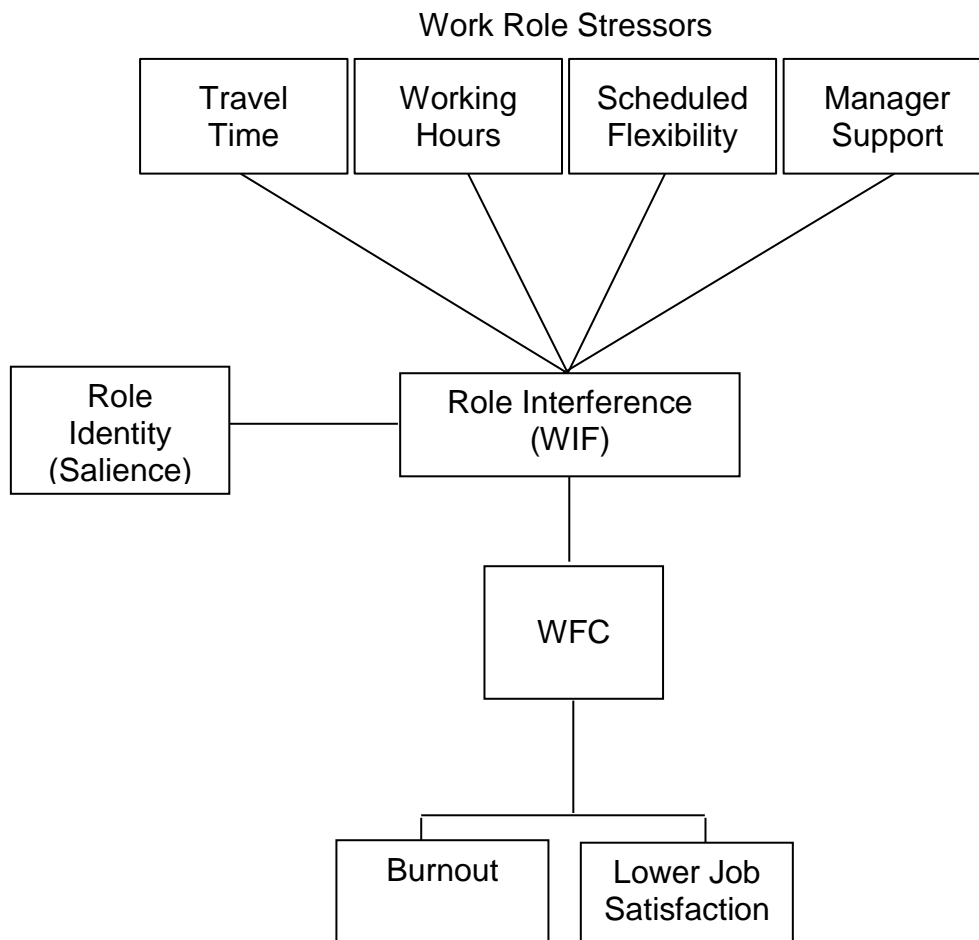 Work Role Stressors
Travel
Time
Working
Hours
Scheduled
Flexibility
Manager
Support
Role
Identity
(Salience)
Role Interference
(WIF)
WFC
Burnout
Lower Job
Satisfaction